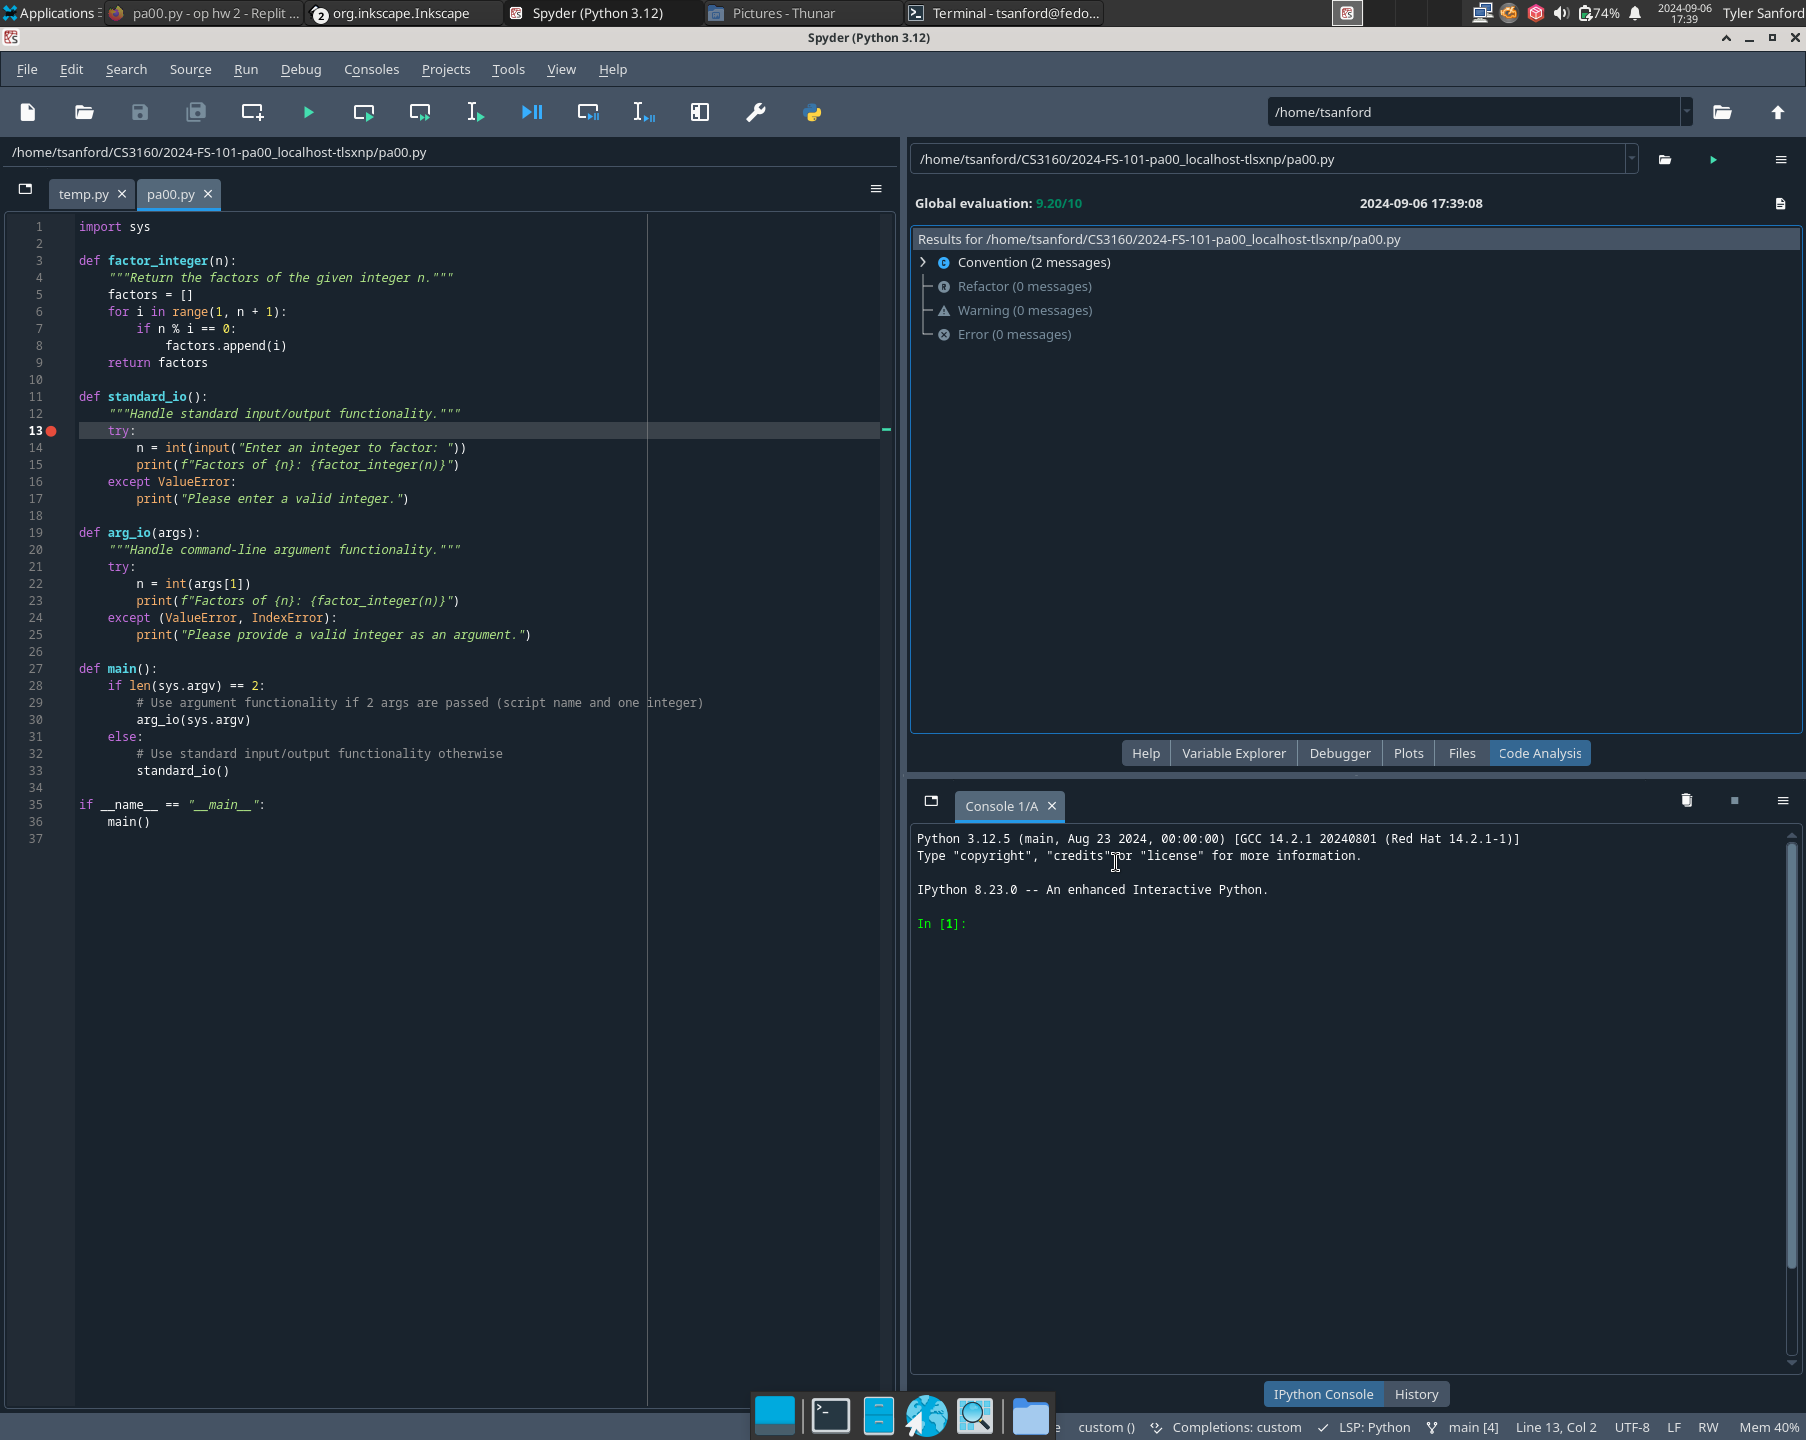 Applications
pa00.py - op hw 2 - Replit ...
2 org.inkscape.Inkscape
Spyder (Python 3.12)
Pictures - Thunar
Terminal - tsanford@fedo...
74%
2024-09-06
17:39
Tyler Sanford
Spyder (Python 3.12)
File Edit Search Source Run Debug Consoles Projects Tools View Help
/home/tsanford
/home/tsanford/CS3160/2024-FS-101-pa00_localhost-tlsxnp/pa00.py
temp.py
pa00.py
1 import sys
2
3 def factor_integer(n):
4     """Return the factors of the given integer n."""
5     factors = []
6     for i in range(1, n + 1):
7         if n % i == 0:
8             factors.append(i)
9     return factors
10
11 def standard_io():
12     """Handle standard input/output functionality."""
13     try:
14         n = int(input("Enter an integer to factor: "))
15         print(f"Factors of {n}: {factor_integer(n)}")
16     except ValueError:
17         print("Please enter a valid integer.")
18
19 def arg_io(args):
20     """Handle command-line argument functionality."""
21     try:
22         n = int(args[1])
23         print(f"Factors of {n}: {factor_integer(n)}")
24     except (ValueError, IndexError):
25         print("Please provide a valid integer as an argument.")
26
27 def main():
28     if len(sys.argv) == 2:
29         # Use argument functionality if 2 args are passed (script name and one integer)
30         arg_io(sys.argv)
31     else:
32         # Use standard input/output functionality otherwise
33         standard_io()
34
35 if __name__ == "__main__":
36     main()
37
/home/tsanford/CS3160/2024-FS-101-pa00_localhost-tlsxnp/pa00.py
Global evaluation: 9.20/10
2024-09-06 17:39:08
Results for /home/tsanford/CS3160/2024-FS-101-pa00_localhost-tlsxnp/pa00.py
C Convention (2 messages)
R Refactor (0 messages)
Warning (0 messages)
Error (0 messages)
Help Variable Explorer Debugger Plots Files Code Analysis
Console 1/A
Python 3.12.5 (main, Aug 23 2024, 00:00:00) [GCC 14.2.1 20240801 (Red Hat 14.2.1-1)]
Type "copyright", "credits" or "license" for more information.
IPython 8.23.0 -- An enhanced Interactive Python.
In [1]:
IPython Console History
e custom () Completions: custom LSP: Python main [4] Line 13, Col 2 UTF-8 LF RW Mem 40%